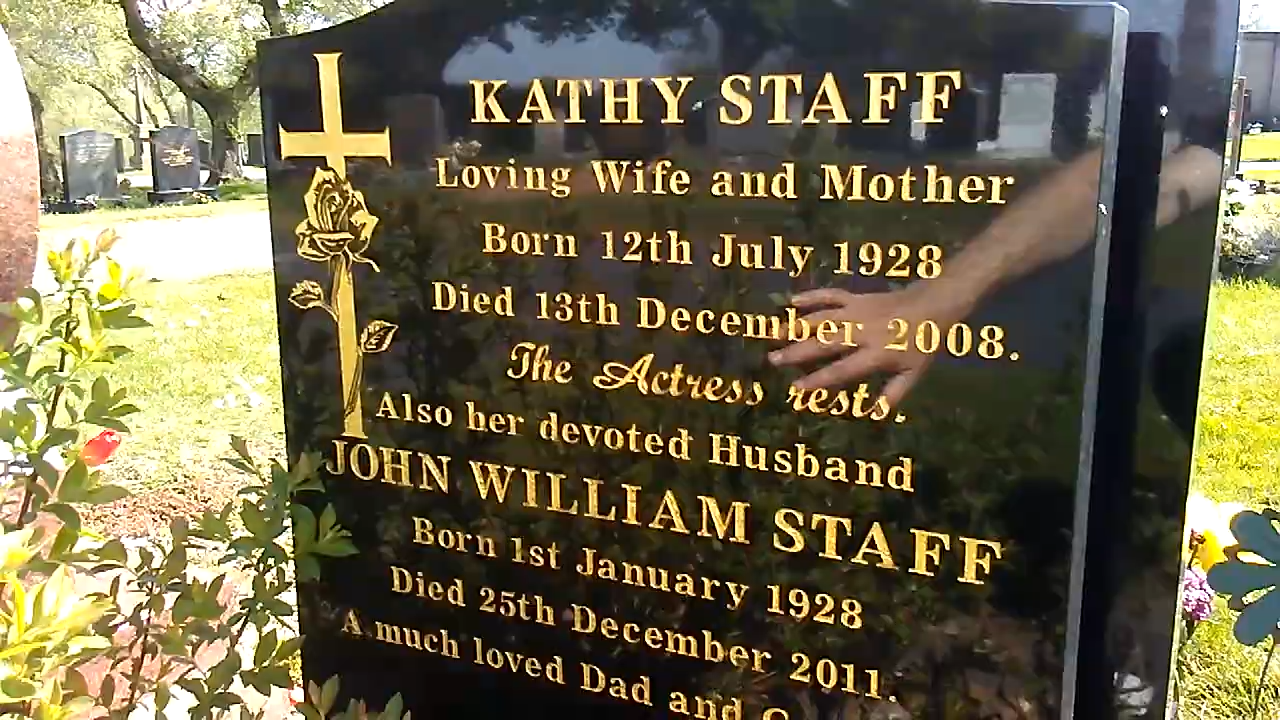 KATHY STAFF
Loving Wife and Mother
Born 12th July 1928
Died 13th December 2008.
The Actress rests.
Also her devoted Husband
JOHN WILLIAM STAFF
Born 1st January 1928
Died 25th December 2011.
A much loved Dad and